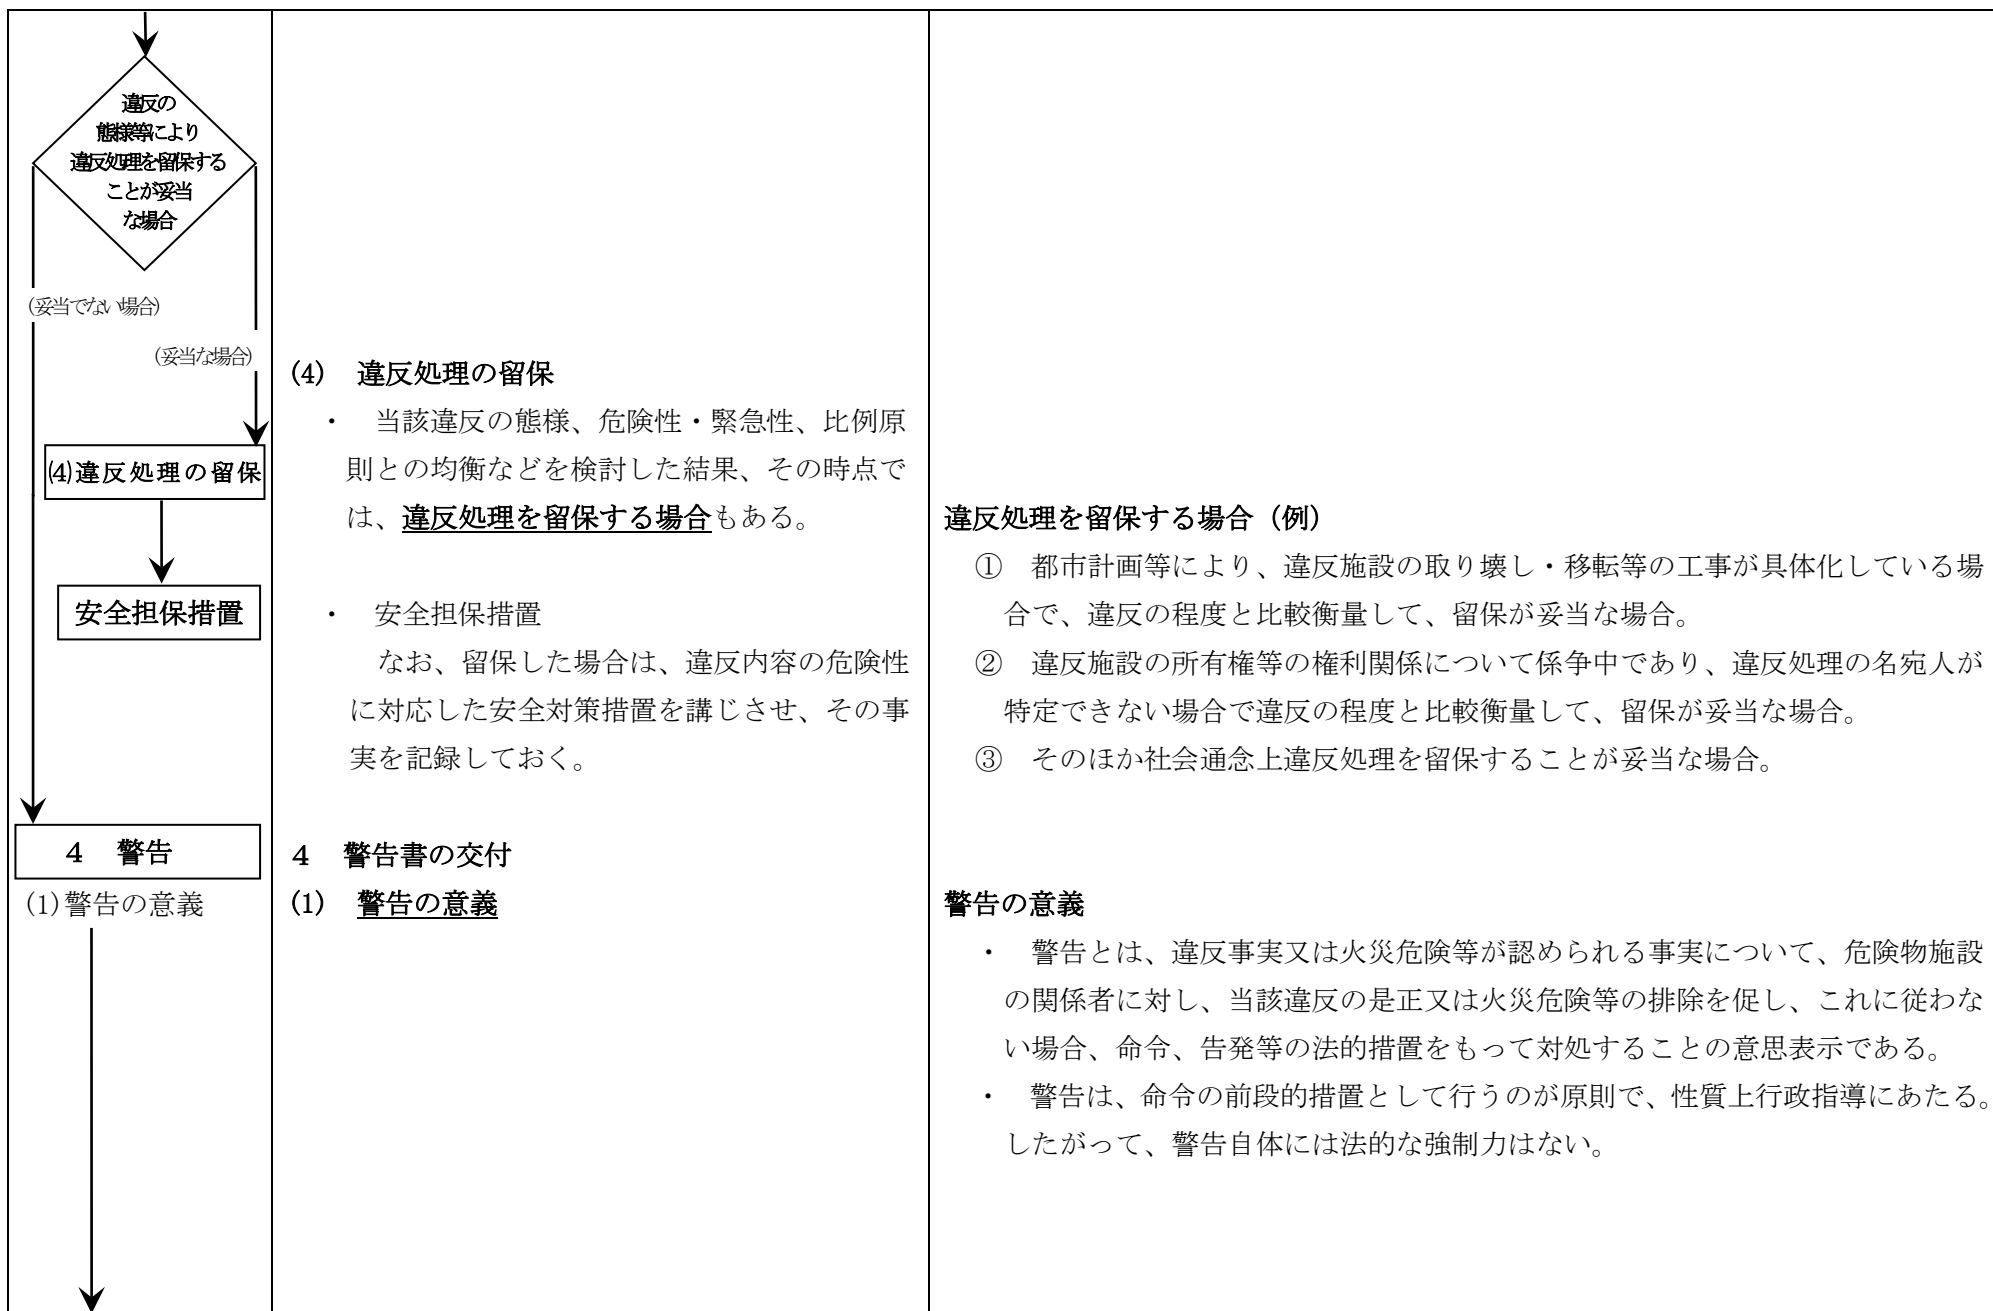 違反の
態様等により
違反処理を留保する
ことが妥当
な場合
(妥当でない場合)
(妥当な場合)
⑷違反処理の留保
安全担保措置
4　警告
(1)警告の意義
(4)　違反処理の留保
・　当該違反の態様、危険性・緊急性、比例原
則との均衡などを検討した結果、その時点で
は、違反処理を留保する場合もある。
・　安全担保措置
なお、留保した場合は、違反内容の危険性
に対応した安全対策措置を講じさせ、その事
実を記録しておく。
4　警告書の交付
(1)　警告の意義
違反処理を留保する場合（例）
①　都市計画等により、違反施設の取り壊し・移転等の工事が具体化している場
合で、違反の程度と比較衡量して、留保が妥当な場合。
②　違反施設の所有権等の権利関係について係争中であり、違反処理の名宛人が
特定できない場合で違反の程度と比較衡量して、留保が妥当な場合。
③　そのほか社会通念上違反処理を留保することが妥当な場合。
警告の意義
・　警告とは、違反事実又は火災危険等が認められる事実について、危険物施設
の関係者に対し、当該違反の是正又は火災危険等の排除を促し、これに従わな
い場合、命令、告発等の法的措置をもって対処することの意思表示である。
・　警告は、命令の前段的措置として行うのが原則で、性質上行政指導にあたる。
したがって、警告自体には法的な強制力はない。